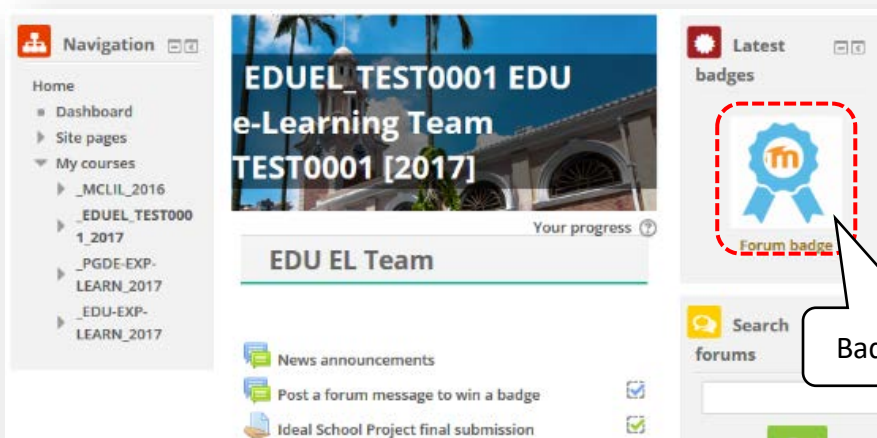 Navigation
Home
Dashboard
Site pages
My courses
_MCLIL_2016
_EDUEL_TEST000
1_2017
_PGDE-EXP-
LEARN_2017
_EDU-EXP-
LEARN_2017
EDUEL_TEST0001 EDU
e-Learning Team
TEST0001 [2017]
Your progress
EDU EL Team
News announcements
Post a forum message to win a badge
Ideal School Project final submission
Latest
badges
m
Forum badge
Search
forums